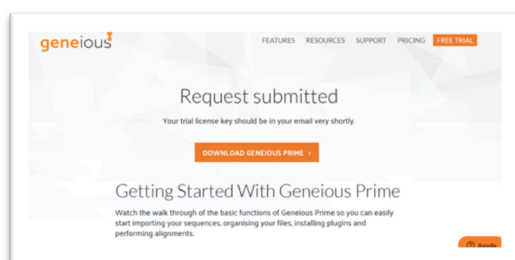 geneious
FEATURES RESOURCES SUPPORT PRICING FREE TRIAL
Request submitted
Your trial license key should be in your email very shortly.
DOWNLOAD GENEIOUS PRIME >
Getting Started With Geneious Prime
Watch the walk through of the basic functions of Geneious Prime so you can easily
start importing your sequences, organising your files, installing plugins and
performing alignments.